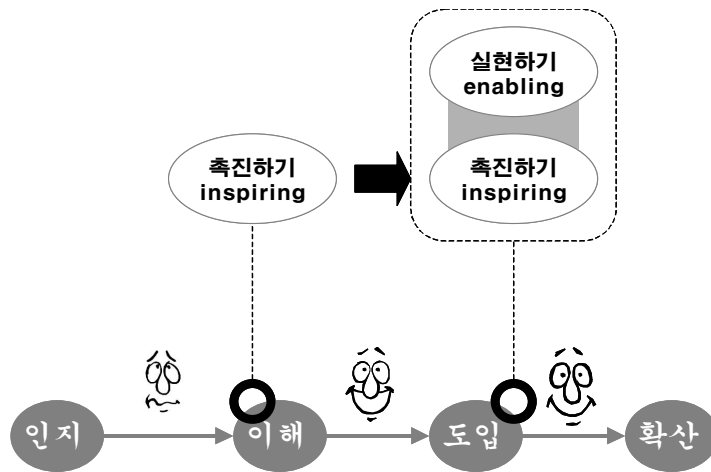 실현하기
enabling
촉진하기
inspiring
촉진하기
inspiring
인지
이해
도입
확산